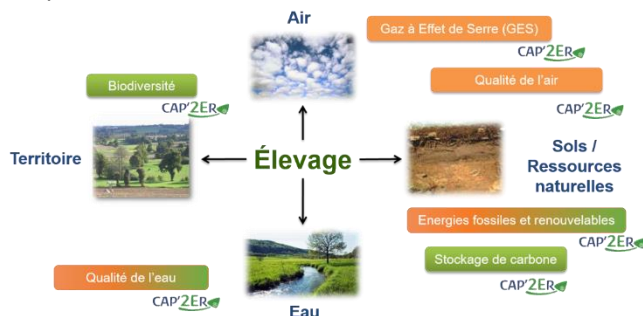 Air
Gaz à Effet de Serre (GES)
CAP'2ER
Qualité de l'air
CAP'2ER
Biodiversité
CAP'2ER
Territoire
Élevage
Sols /
Ressources
naturelles
Energies fossiles et renouvelables
CAP'2ER
Stockage de carbone
CAP'2ER
Qualité de l'eau
CAP'2ER
Eau